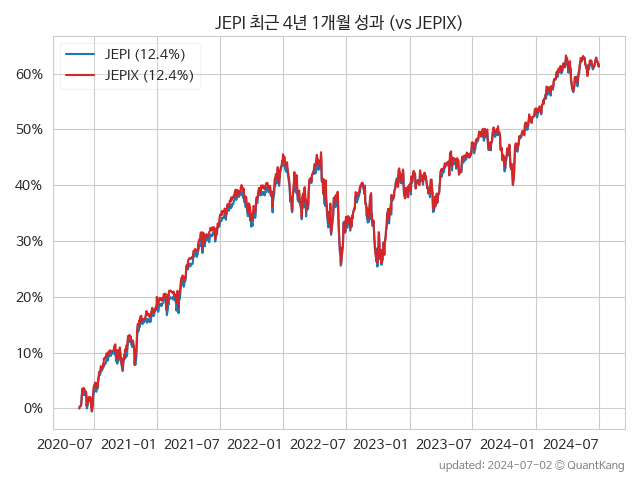 JEPI 최근 4년 1개월 성과 (vs JEPIX)
JEPI (12.4%)
JEPIX (12.4%)
60%
50%
40%
30%
20%
10%
0%
2020-07 2021-01 2021-07 2022-01 2022-07 2023-01 2023-07 2024-01 2024-07
updated: 2024-07-02 © QuantKang